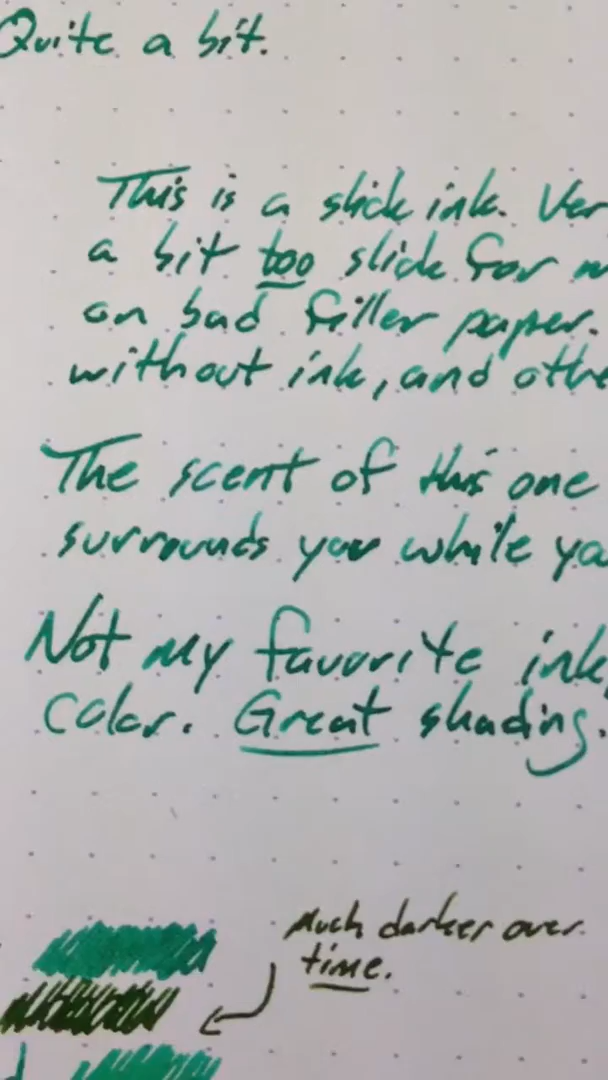 Quite a bit.
This is a slick ink. Ver
a bit too slick for m
on bad filler paper.
without ink, and othe
The scent of this one
surrounds you while yo
Not my favorite ink,
color. Great shading.
Much darker over
time.